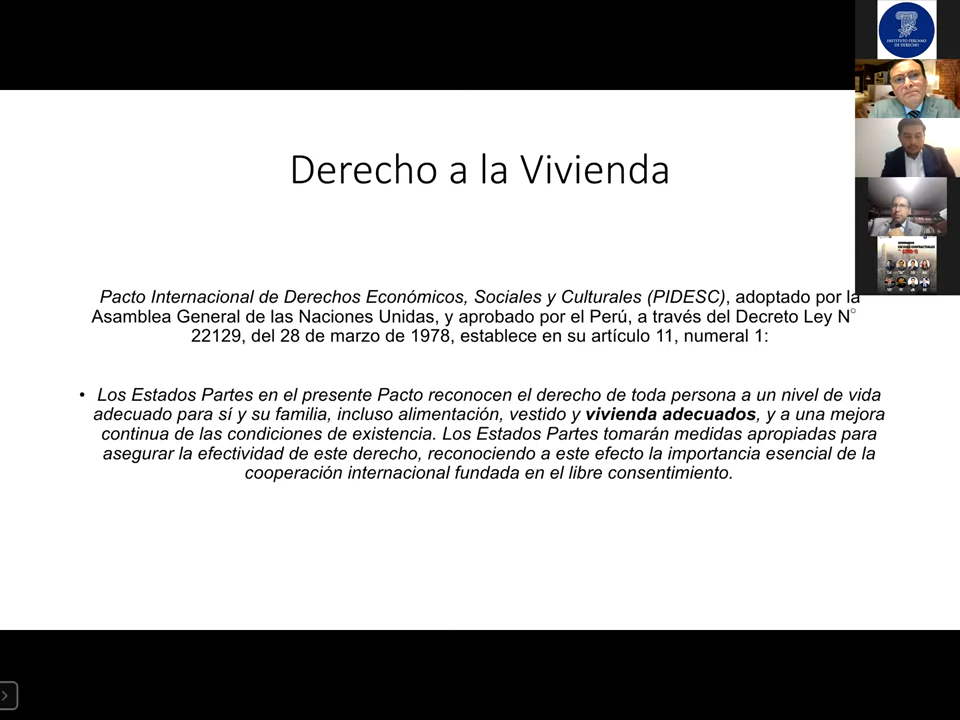 Derecho a la Vivienda
Pacto Internacional de Derechos Económicos, Sociales y Culturales (PIDESC), adoptado por la
Asamblea General de las Naciones Unidas, y aprobado por el Perú, a través del Decreto Ley N°
22129, del 28 de marzo de 1978, establece en su artículo 11, numeral 1:
• Los Estados Partes en el presente Pacto reconocen el derecho de toda persona a un nivel de vida
adecuado para sí y su familia, incluso alimentación, vestido y vivienda adecuados, y a una mejora
continua de las condiciones de existencia. Los Estados Partes tomarán medidas apropiadas para
asegurar la efectividad de este derecho, reconociendo a este efecto la importancia esencial de la
cooperación internacional fundada en el libre consentimiento.
INSTITUTO PERUANO
DE DERECHO